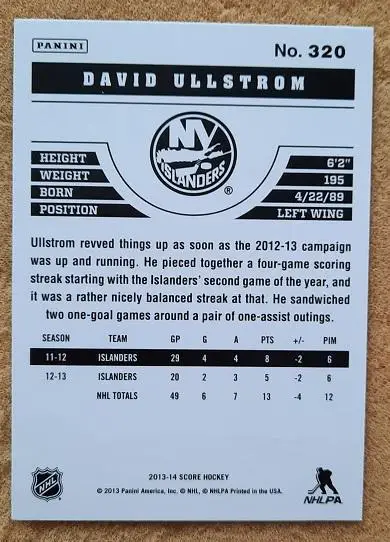 PANINI
No. 320
DAVID ULLSTROM
NY
ISLANDERS
®
HEIGHT 6'2"
WEIGHT 195
BORN 4/22/89
POSITION LEFT WING
Ullstrom revved things up as soon as the 2012-13 campaign
was up and running. He pieced together a four-game scoring
streak starting with the Islanders' second game of the year, and
it was a rather nicely balanced streak at that. He sandwiched
two one-goal games around a pair of one-assist outings.
SEASON TEAM GP G A PTS +/- PIM
11-12 ISLANDERS 29 4 4 8 -2 6
12-13 ISLANDERS 20 2 3 5 -2 6
NHL TOTALS 49 6 7 13 -4 12
2013-14 SCORE HOCKEY
© 2013 Panini America, Inc. © NHL, © NHLPA Printed in the USA.
NHL
NHLPA